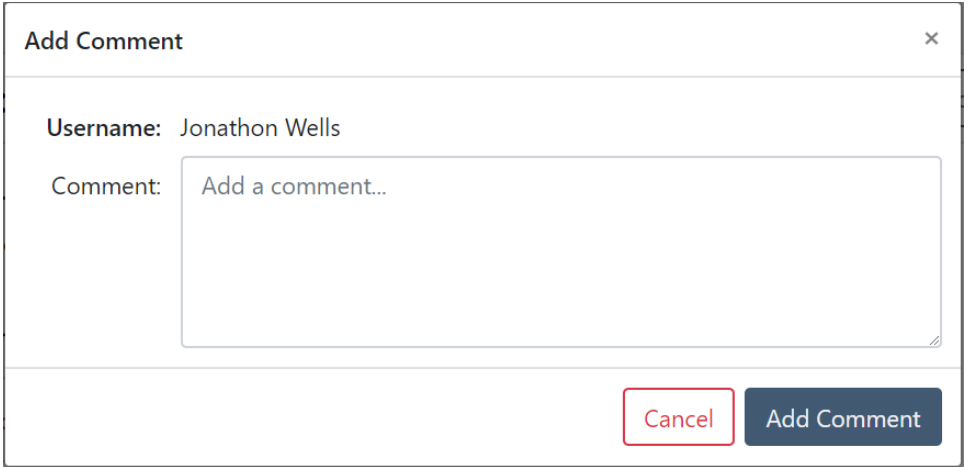 Add Comment ×
Username: Jonathon Wells
Comment: Add a comment...
Cancel Add Comment